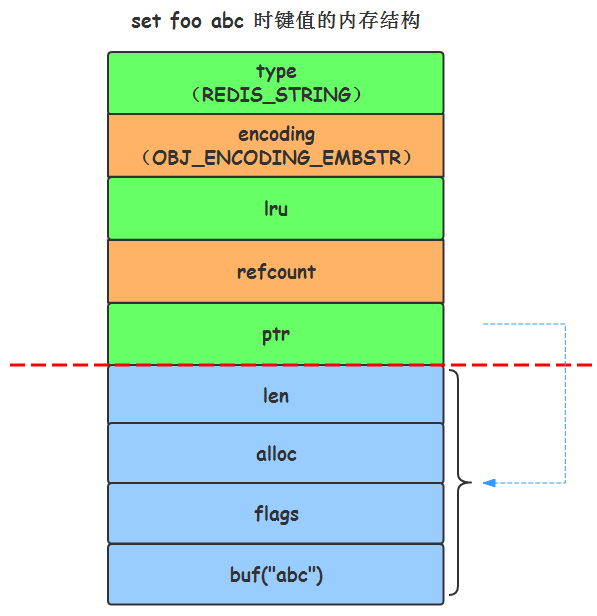 set foo abc 时键值的内存结构
type
（REDIS_STRING）
encoding
（OBJ_ENCODING_EMBSTR）
lru
refcount
ptr
len
alloc
flags
buf("abc")